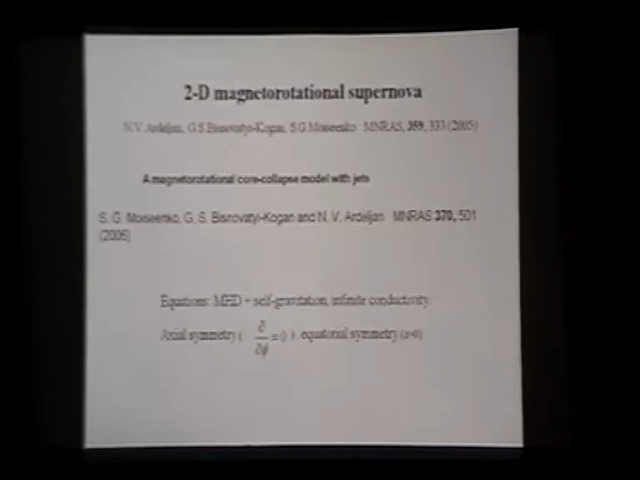 2-D magnetorotational supernova
N.V.Ardeljan, G.S.Bisnovatyi-Kogan, S.G.Moiseenko MNRAS, 359, 333 (2005)
A magnetorotational core-collapse model with jets
S. G. Moiseenko, G. S. Bisnovatyi-Kogan and N. V. Ardeljan MNRAS 370, 501
(2006)
Equations: MHD + self-gravitation, infinite conductivity
Axial symmetry ( ∂/∂φ = 0 ), equatorial symmetry (z=0)